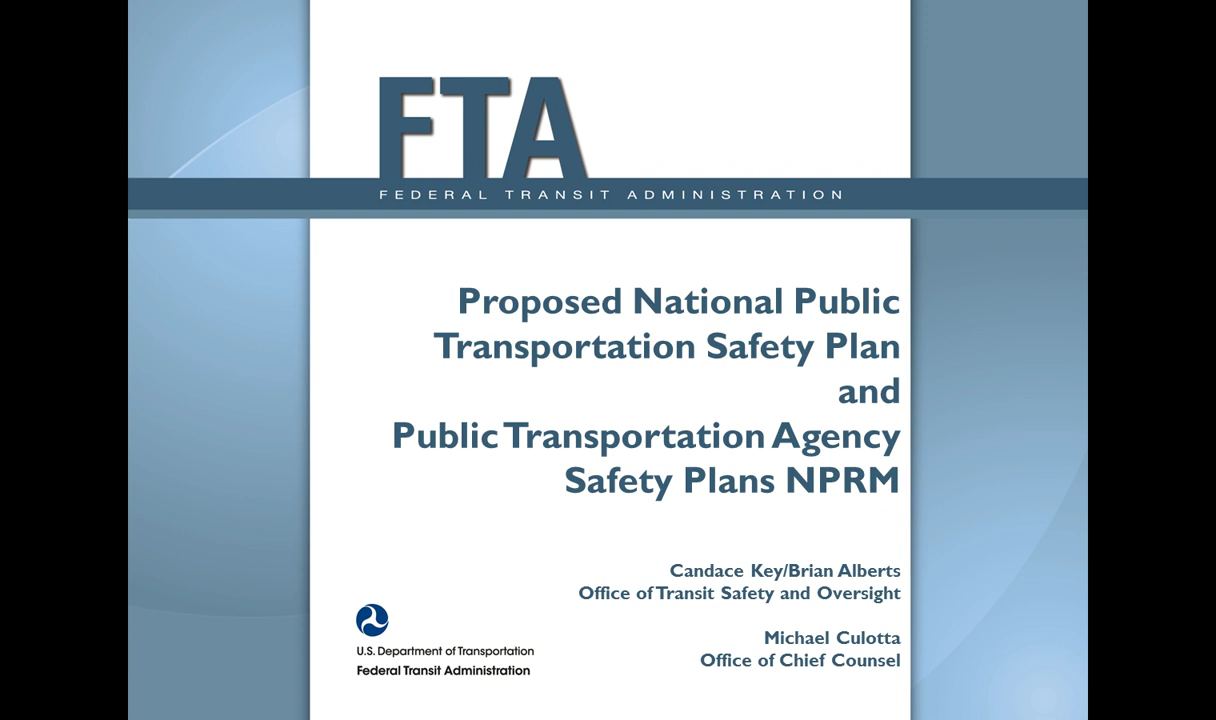 FTA
FEDERAL TRANSIT ADMINISTRATION
Proposed National Public
Transportation Safety Plan
and
Public Transportation Agency
Safety Plans NPRM
Candace Key/Brian Alberts
Office of Transit Safety and Oversight
Michael Culotta
Office of Chief Counsel
U.S. Department of Transportation
Federal Transit Administration